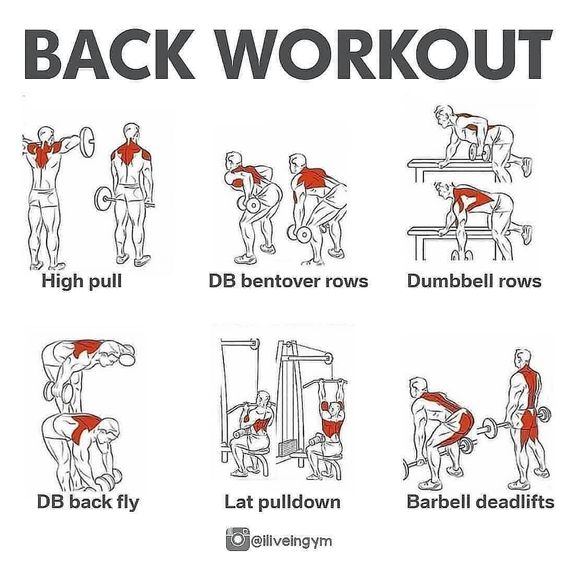 BACK WORKOUT
High pull
DB bentover rows
Dumbbell rows
DB back fly
Lat pulldown
Barbell deadlifts
@iliveingym